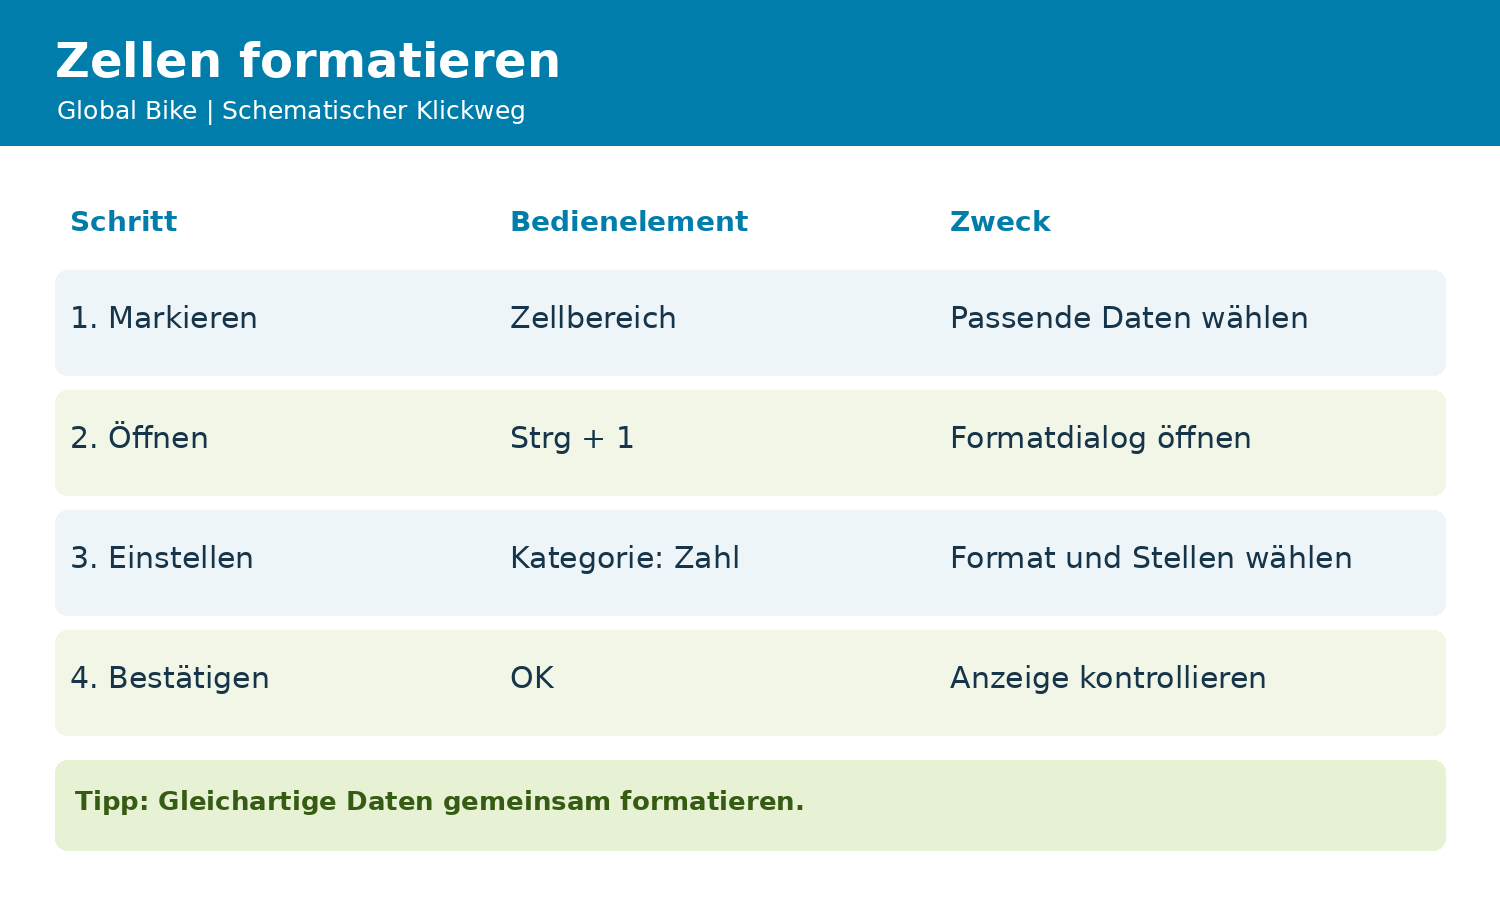 Zellen formatieren
Global Bike | Schematischer Klickweg
Schritt Bedienelement Zweck
1. Markieren Zellbereich Passende Daten wählen
2. Öffnen Strg + 1 Formatdialog öffnen
3. Einstellen Kategorie: Zahl Format und Stellen wählen
4. Bestätigen OK Anzeige kontrollieren
Tipp: Gleichartige Daten gemeinsam formatieren.